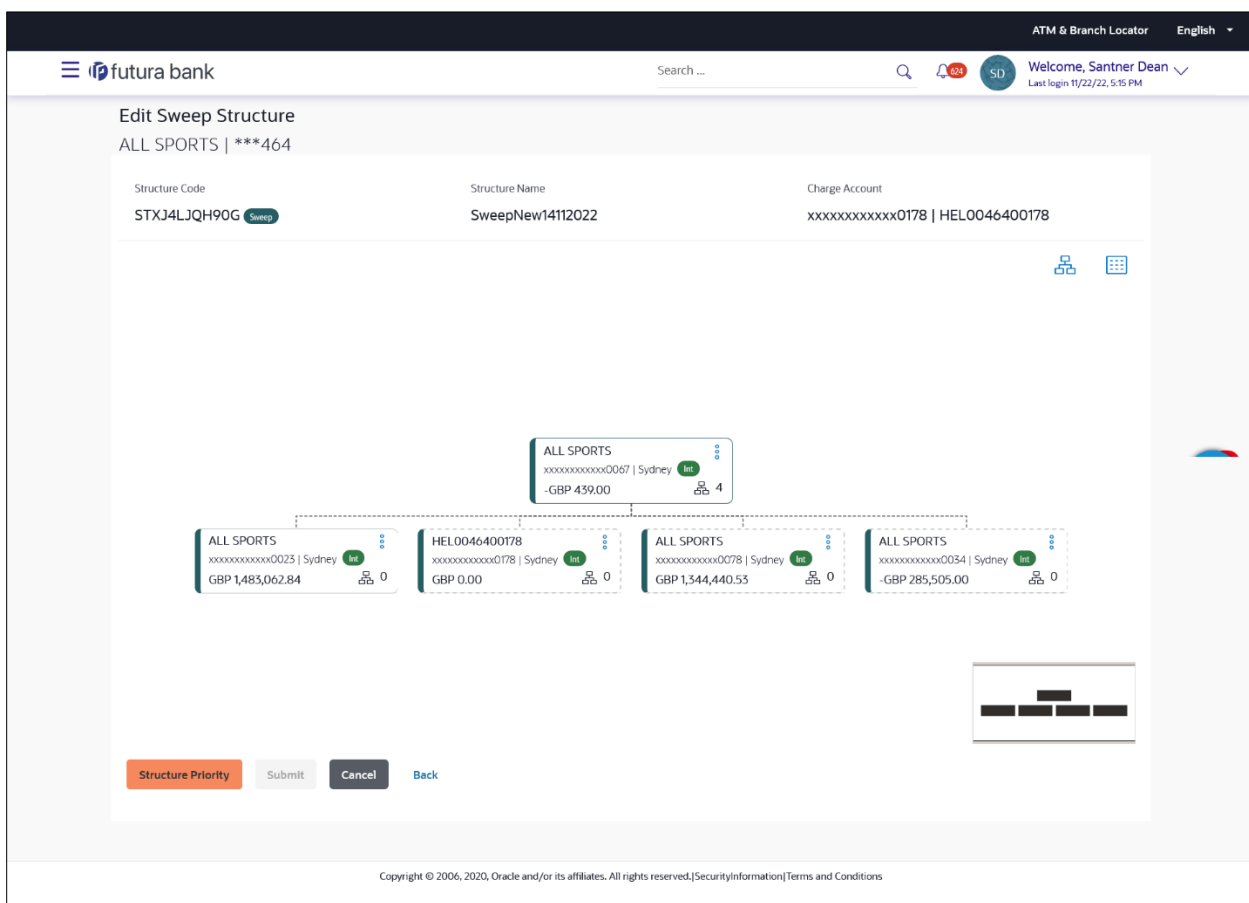 ATM & Branch Locator English
futura bank
Search ...
624
SD
Welcome, Santner Dean
Last login 11/22/22, 5:15 PM
Edit Sweep Structure
ALL SPORTS | ***464
Structure Code Structure Name Charge Account
STXJ4LJQH90G Sweep SweepNew14112022 xxxxxxxxxxxx0178 | HEL0046400178
ALL SPORTS
xxxxxxxxxxxx0067 | Sydney Int
-GBP 439.00 4
ALL SPORTS
xxxxxxxxxxxx0023 | Sydney Int
GBP 1,483,062.84 0
HEL0046400178
xxxxxxxxxxxx0178 | Sydney Int
GBP 0.00 0
ALL SPORTS
xxxxxxxxxxxx0078 | Sydney Int
GBP 1,344,440.53 0
ALL SPORTS
xxxxxxxxxxxx0034 | Sydney Int
-GBP 285,505.00 0
Structure Priority Submit Cancel Back
Copyright © 2006, 2020, Oracle and/or its affiliates. All rights reserved.|SecurityInformation|Terms and Conditions